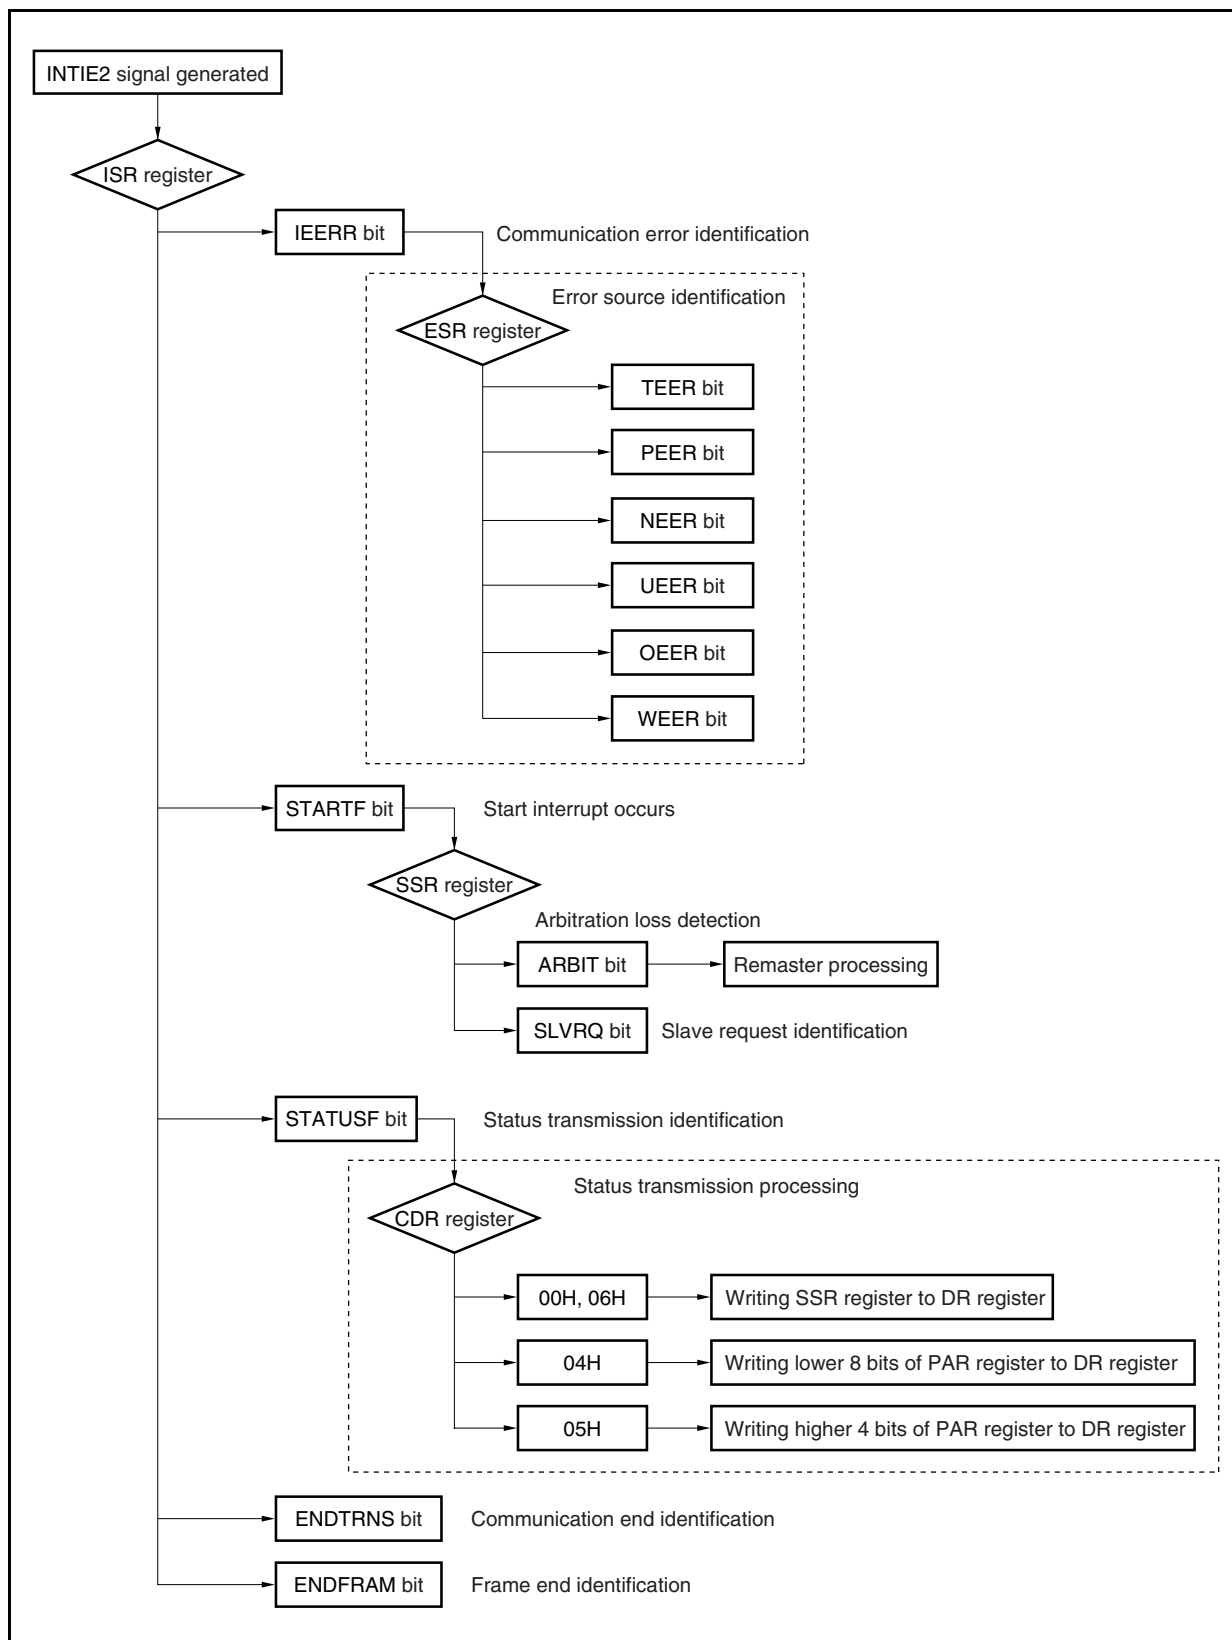 INTIE2 signal generated
ISR register
IEERR bit
Communication error identification
Error source identification
ESR register
TEER bit
PEER bit
NEER bit
UEER bit
OEER bit
WEER bit
STARTF bit
Start interrupt occurs
SSR register
Arbitration loss detection
ARBIT bit
Remaster processing
SLVRQ bit
Slave request identification
STATUSF bit
Status transmission identification
Status transmission processing
CDR register
00H, 06H
Writing SSR register to DR register
04H
Writing lower 8 bits of PAR register to DR register
05H
Writing higher 4 bits of PAR register to DR register
ENDTRNS bit
Communication end identification
ENDFRAM bit
Frame end identification